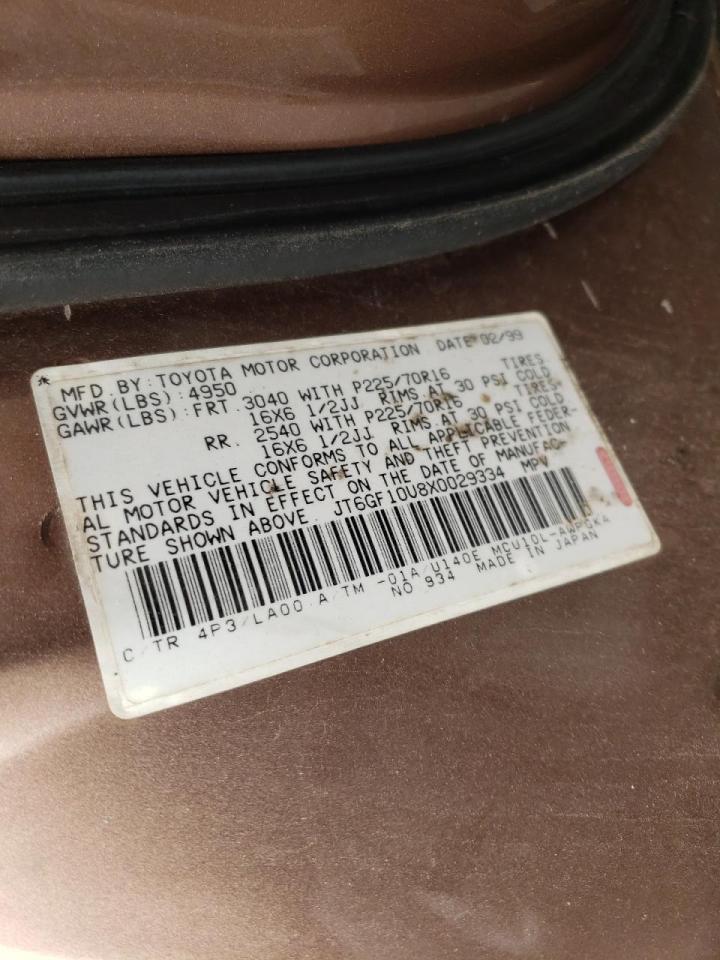 * MFD. BY: TOYOTA MOTOR CORPORATION DATE 02/99
GVWR(LBS): 4950
GAWR(LBS): FRT. 3040 WITH P225/70R16 TIRES,
16X6 1/2JJ RIMS AT 30 PSI COLD
RR. 2540 WITH P225/70R16 TIRES,
16X6 1/2JJ RIMS AT 30 PSI COLD
THIS VEHICLE CONFORMS TO ALL APPLICABLE FEDER-
AL MOTOR VEHICLE SAFETY AND THEFT PREVENTION
STANDARDS IN EFFECT ON THE DATE OF MANUFAC-
TURE SHOWN ABOVE. JT6GF10U8X0029334 MPV
C/TR 4P3/LA00 A/TM -01A/U140E MCU10L-AWPGKA
NO 934 MADE IN JAPAN